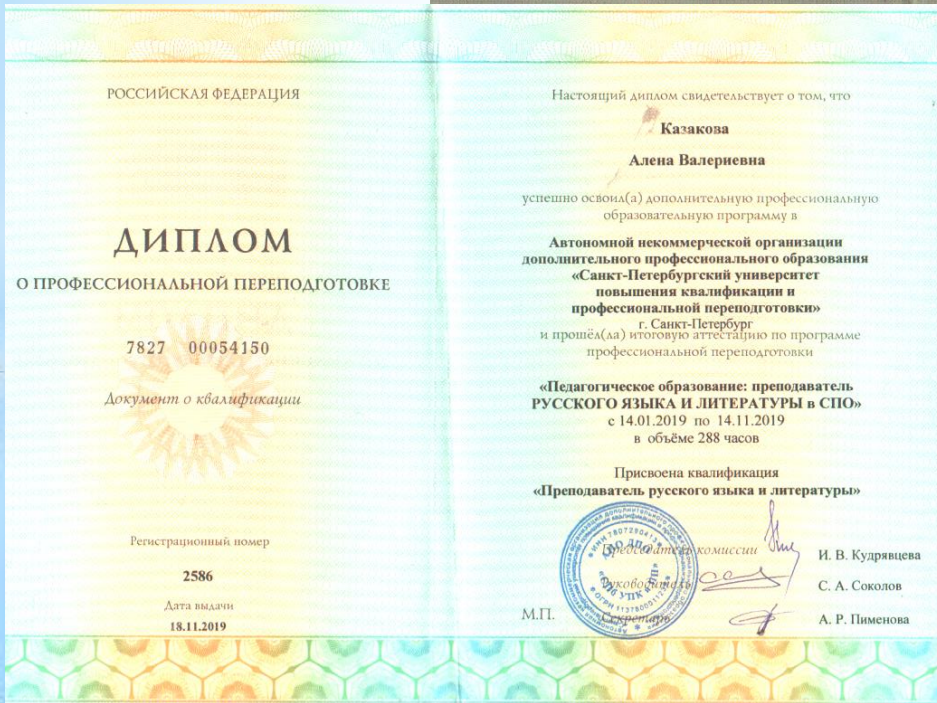 РОССИЙСКАЯ ФЕДЕРАЦИЯ
ДИПЛОМ
О ПРОФЕССИОНАЛЬНОЙ ПЕРЕПОДГОТОВКЕ
7827 00054150
Документ о квалификации
Регистрационный номер
2586
Дата выдачи
18.11.2019
Настоящий диплом свидетельствует о том, что
Казакова
Алена Валериевна
успешно освоил(а) дополнительную профессиональную
образовательную программу в
Автономной некоммерческой организации
дополнительного профессионального образования
«Санкт-Петербургский университет
повышения квалификации и
профессиональной переподготовки»
г. Санкт-Петербург
и прошёл(ла) итоговую аттестацию по программе
профессиональной переподготовки
«Педагогическое образование: преподаватель
РУССКОГО ЯЗЫКА И ЛИТЕРАТУРЫ в СПО»
с 14.01.2019 по 14.11.2019
в объёме 288 часов
Присвоена квалификация
«Преподаватель русского языка и литературы»
Председатель комиссии И. В. Кудрявцева
Руководитель С. А. Соколов
М.П. Секретарь А. Р. Пименова